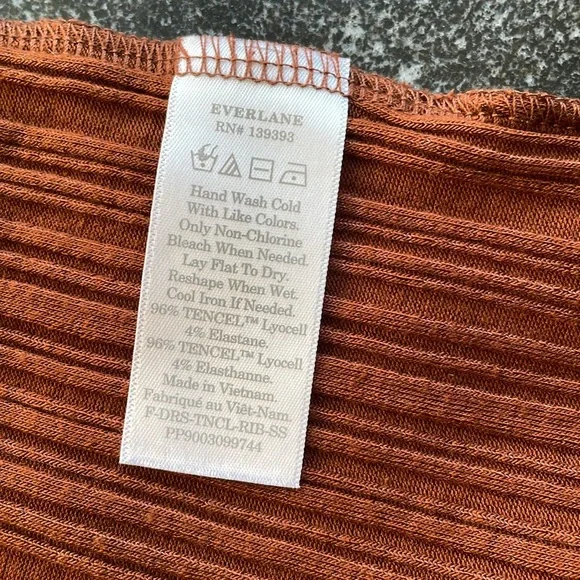 EVERLANE
RN# 139393
Hand Wash Cold
With Like Colors.
Only Non-Chlorine
Bleach When Needed.
Lay Flat To Dry.
Reshape When Wet.
Cool Iron If Needed.
96% TENCEL™ Lyocell
4% Elastane.
96% TENCEL™ Lyocell
4% Elasthanne.
Made in Vietnam.
Fabriqué au Viêt-Nam.
F-DRS-TNCL-RIB-SS
PP9003099744